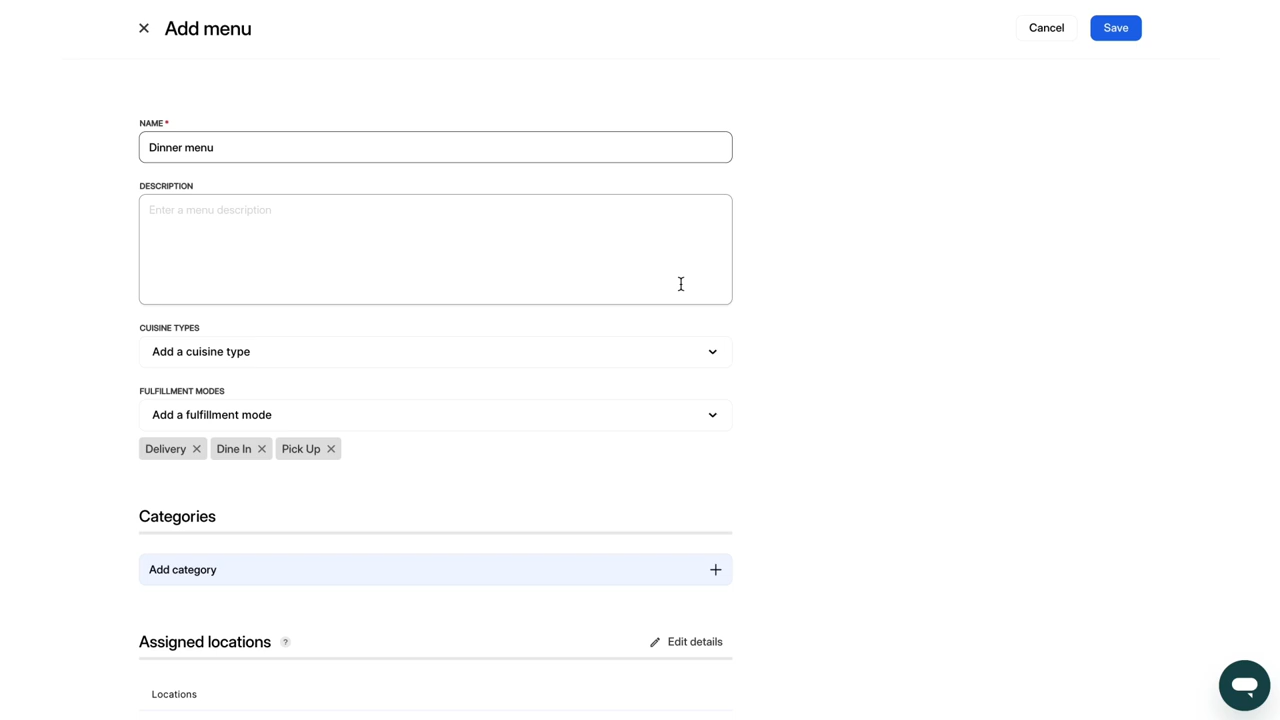 Add menu
Cancel
Save
NAME*
Dinner menu
DESCRIPTION
Enter a menu description
CUISINE TYPES
Add a cuisine type
FULFILLMENT MODES
Add a fulfillment mode
Delivery
Dine In
Pick Up
Categories
Add category
Assigned locations ?
Edit details
Locations